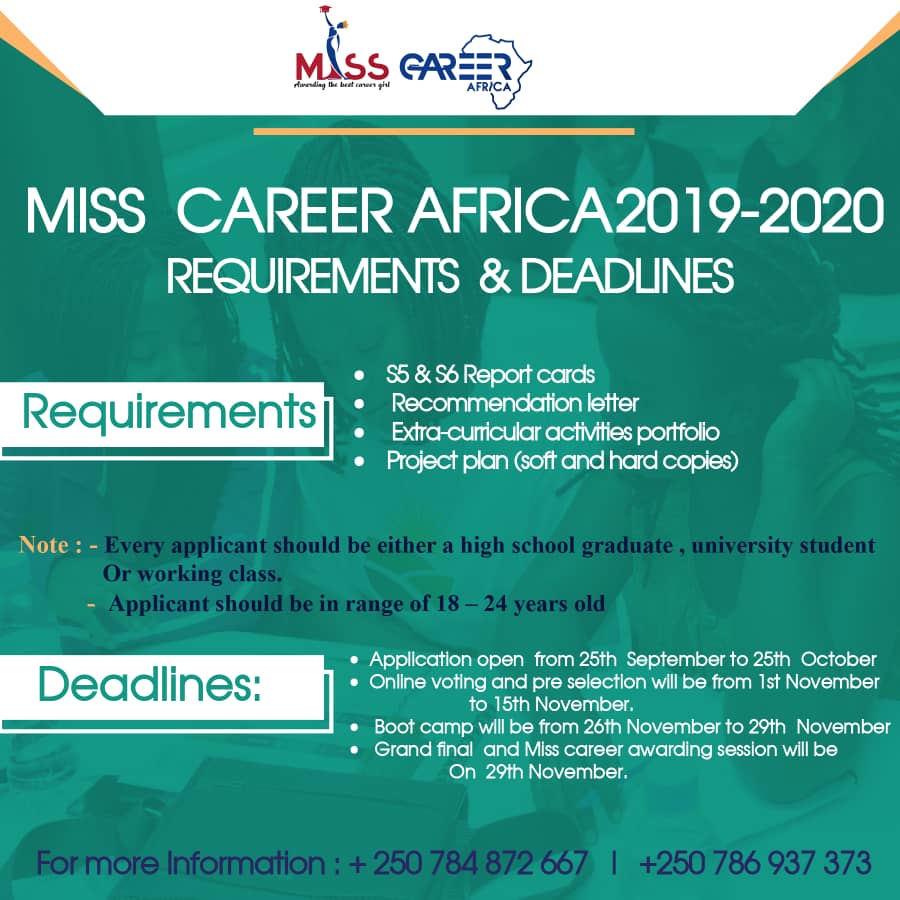 MISS CAREER
Awarding the best career girl
AFRICA
MISS CAREER AFRICA2019-2020
REQUIREMENTS & DEADLINES
Requirements
• S5 & S6 Report cards
• Recommendation letter
• Extra-curricular activities portfolio
• Project plan (soft and hard copies)
Note : - Every applicant should be either a high school graduate , university student
Or working class.
- Applicant should be in range of 18 – 24 years old
Deadlines:
• Application open from 25th September to 25th October
• Online voting and pre selection will be from 1st November
to 15th November.
• Boot camp will be from 26th November to 29th November
• Grand final and Miss career awarding session will be
On 29th November.
For more Information : + 250 784 872 667 | +250 786 937 373